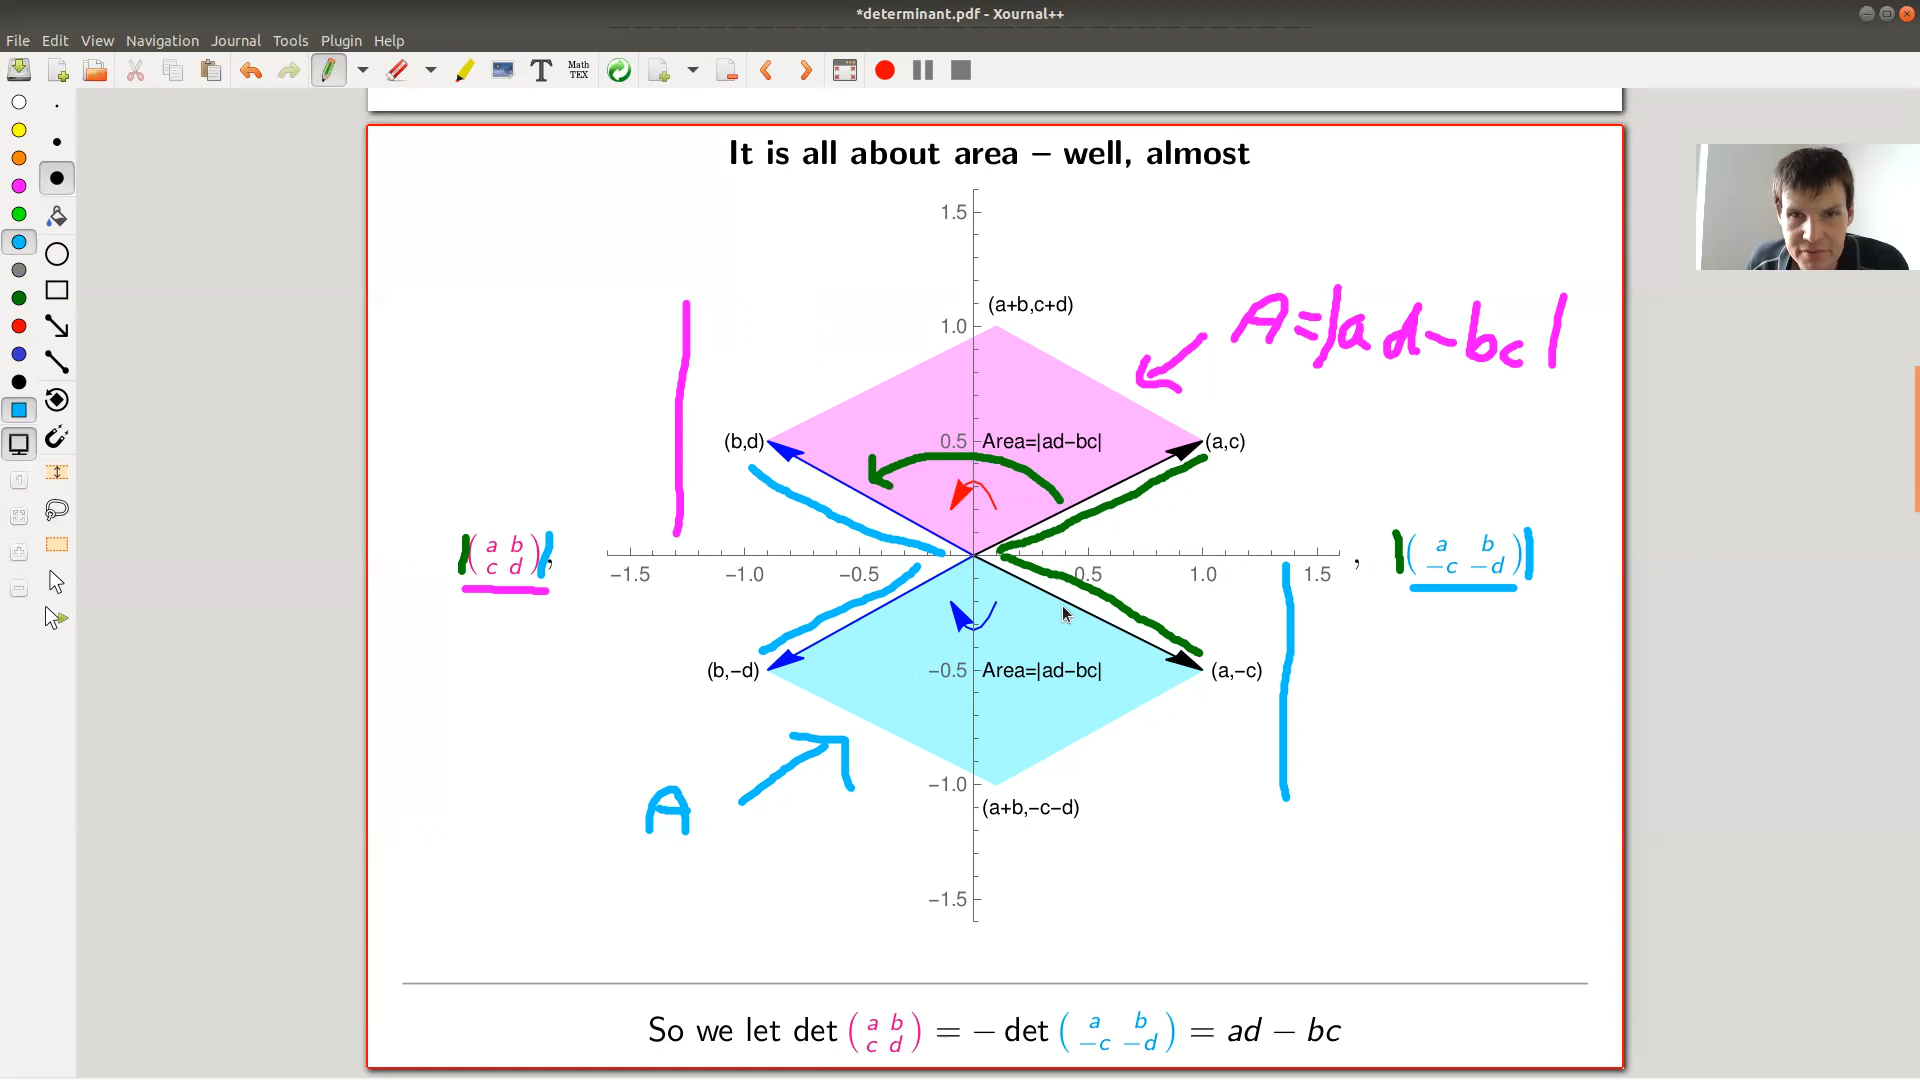 *determinant.pdf - Xournal++
File Edit View Navigation Journal Tools Plugin Help
Math
TEX
It is all about area – well, almost
1.5
(a+b,c+d)
1.0
A=|ad-bc|
(b,d)
0.5
Area=|ad−bc|
(a,c)
( a b
c d ) ,
−1.5 −1.0 −0.5 0.5 1.0 1.5
, ( a b
−c −d )
(b,−d)
−0.5
Area=|ad−bc|
(a,−c)
A
−1.0
(a+b,−c−d)
−1.5
So we let det ( a b
c d ) = − det ( a b
−c −d ) = ad − bc